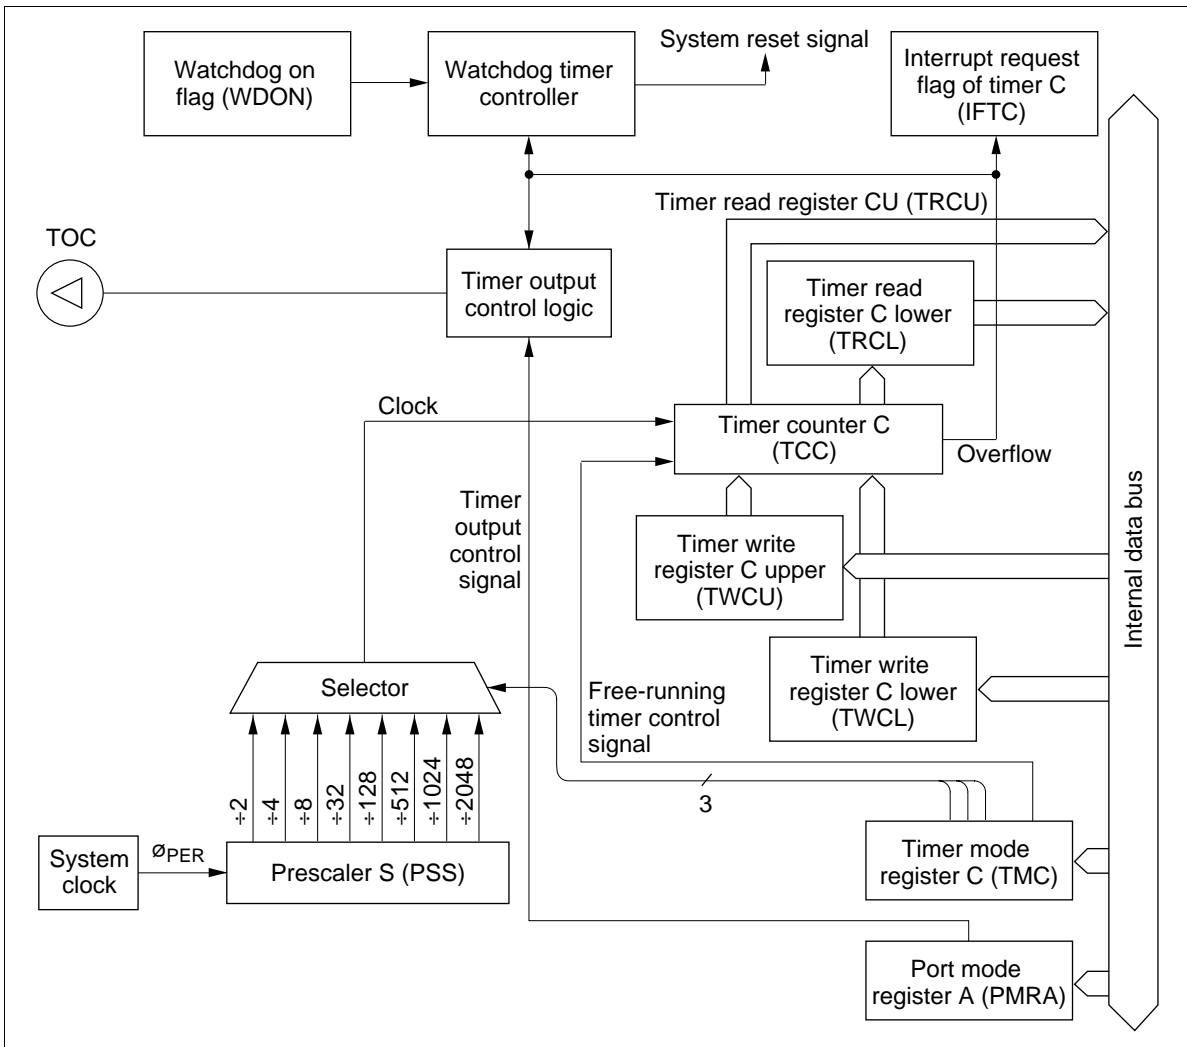 System reset signal
Watchdog on
flag (WDON)
Watchdog timer
controller
Interrupt request
flag of timer C
(IFTC)
Timer read register CU (TRCU)
TOC
Timer output
control logic
Timer read
register C lower
(TRCL)
Clock
Timer counter C
(TCC)
Overflow
Timer
output
control
signal
Timer write
register C upper
(TWCU)
Internal data bus
Timer write
register C lower
(TWCL)
Selector
Free-running
timer control
signal
÷2
÷4
÷8
÷32
÷128
÷512
÷1024
÷2048
3
System
clock
øPER
Prescaler S (PSS)
Timer mode
register C (TMC)
Port mode
register A (PMRA)